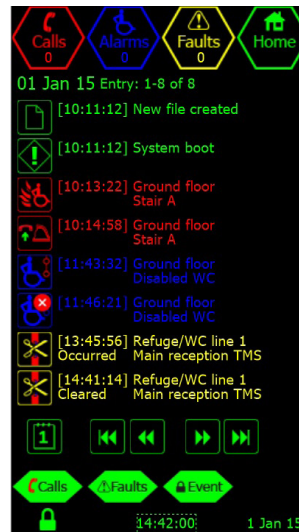 Calls Alarms Faults Home
0 0 0
01 Jan 15 Entry: 1-8 of 8
[10:11:12] New file created
[10:11:12] System boot
[10:13:22] Ground floor
Stair A
[10:14:58] Ground floor
Stair A
[11:43:32] Ground floor
Disabled WC
[11:46:21] Ground floor
Disabled WC
[13:45:56] Refuge/WC line 1
Occurred Main reception TMS
[14:41:14] Refuge/WC line 1
Cleared Main reception TMS
1
Calls Faults Event
14:42:00 1 Jan 15